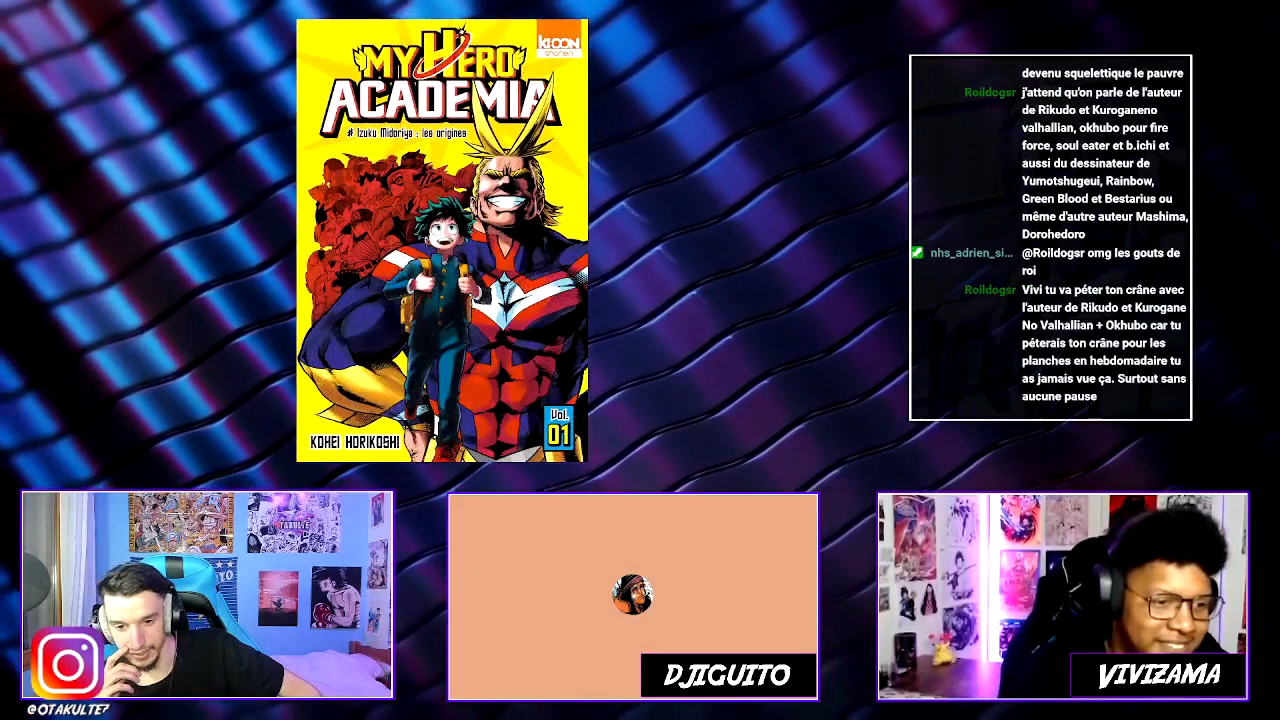 KI-OON
shonen
MY HERO
ACADEMIA
# Izuku Midoriya : les origines
Vol.
01
KOHEI HORIKOSHI
devenu squelettique le pauvre
Roildogsr j'attend qu'on parle de l'auteur
de Rikudo et Kuroganeno
valhallian, okhubo pour fire
force, soul eater et b.ichi et
aussi du dessinateur de
Yumotshugeui, Rainbow,
Green Blood et Bestarius ou
même d'autre auteur Mashima,
Dorohedoro
nhs_adrien_si... @Roildogsr omg les gouts de
roi
Roildogsr Vivi tu va péter ton crâne avec
l'auteur de Rikudo et Kurogane
No Valhallian + Okhubo car tu
péterais ton crâne pour les
planches en hebdomadaire tu
as jamais vue ça. Surtout sans
aucune pause
@OTAKULTE7
DJIGUITO
VIVIZAMA